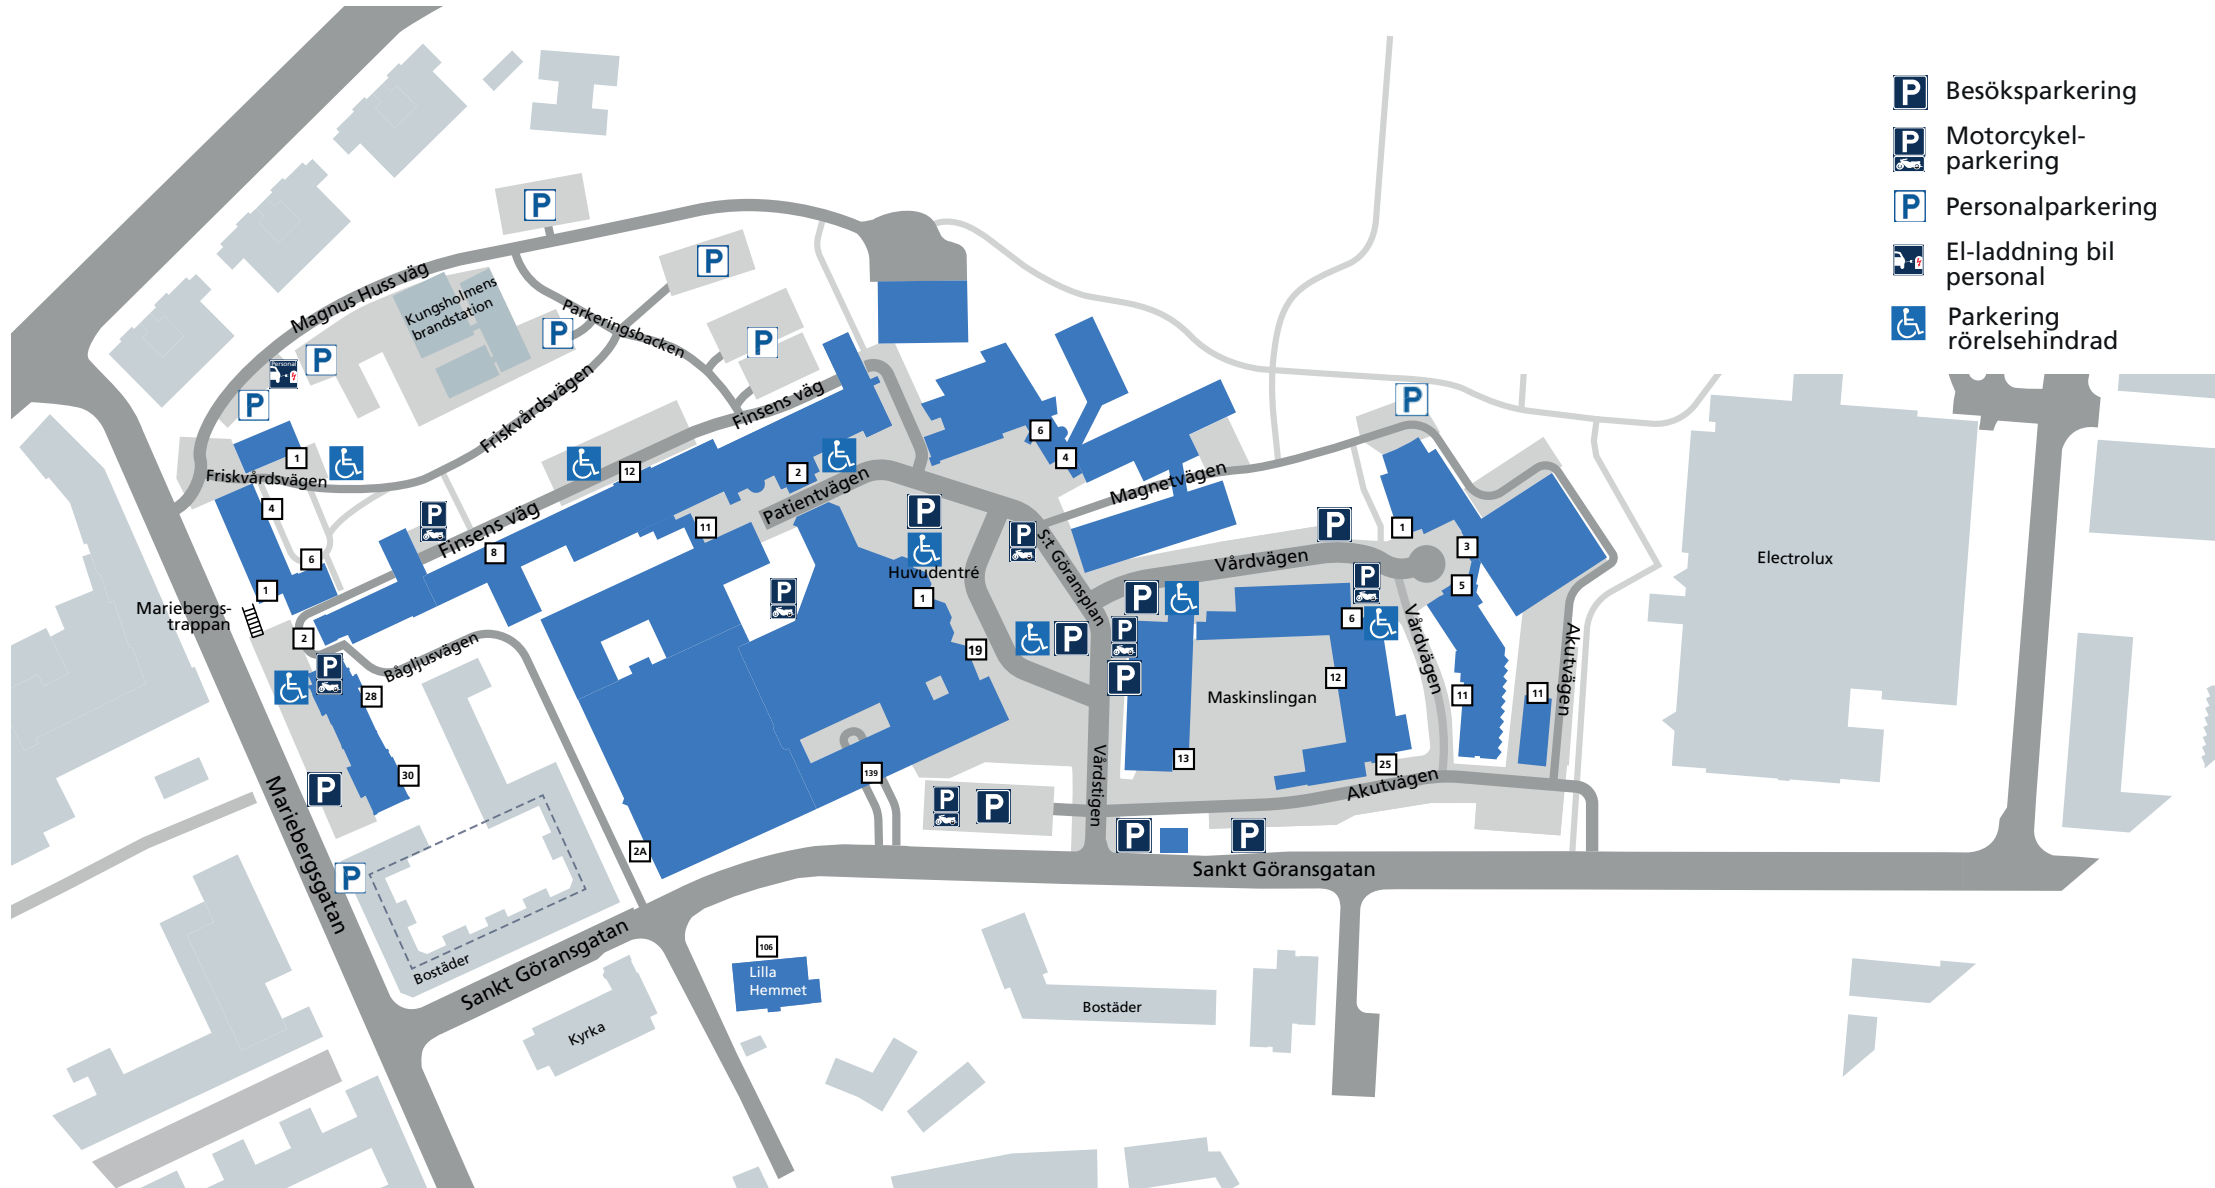 P Besöksparkering
P Motorcykel-
parkering
P Personalparkering
El-laddning bil
personal
Parkering
rörelsehindrad
P
P
Magnus Huss väg
Kungsholmens
brandstation
Parkeringsbacken
P
P
P
Personal
P
Friskvårdsvägen
Finsens väg
P
1
Friskvårdsvägen
12
2
6
4
Patientvägen
Magnetvägen
4
P
Finsens väg
8
11
P
P
S:t Göransplan
P
1
6
Huvudentré
Vårdvägen
3
Electrolux
1
P
1
P
P
5
Mariebergs-
trappan
2
P
6
Vårdvägen
Akutvägen
Bågljusvägen
P
19
P
P
28
Maskinslingan
12
11
11
30
P
139
13
25
Akutvägen
Vårdstigen
P
P
Mariebergsgatan
2A
P
P
P
Sankt Göransgatan
Bostäder
Sankt Göransgatan
106
Lilla
Hemmet
Kyrka
Bostäder